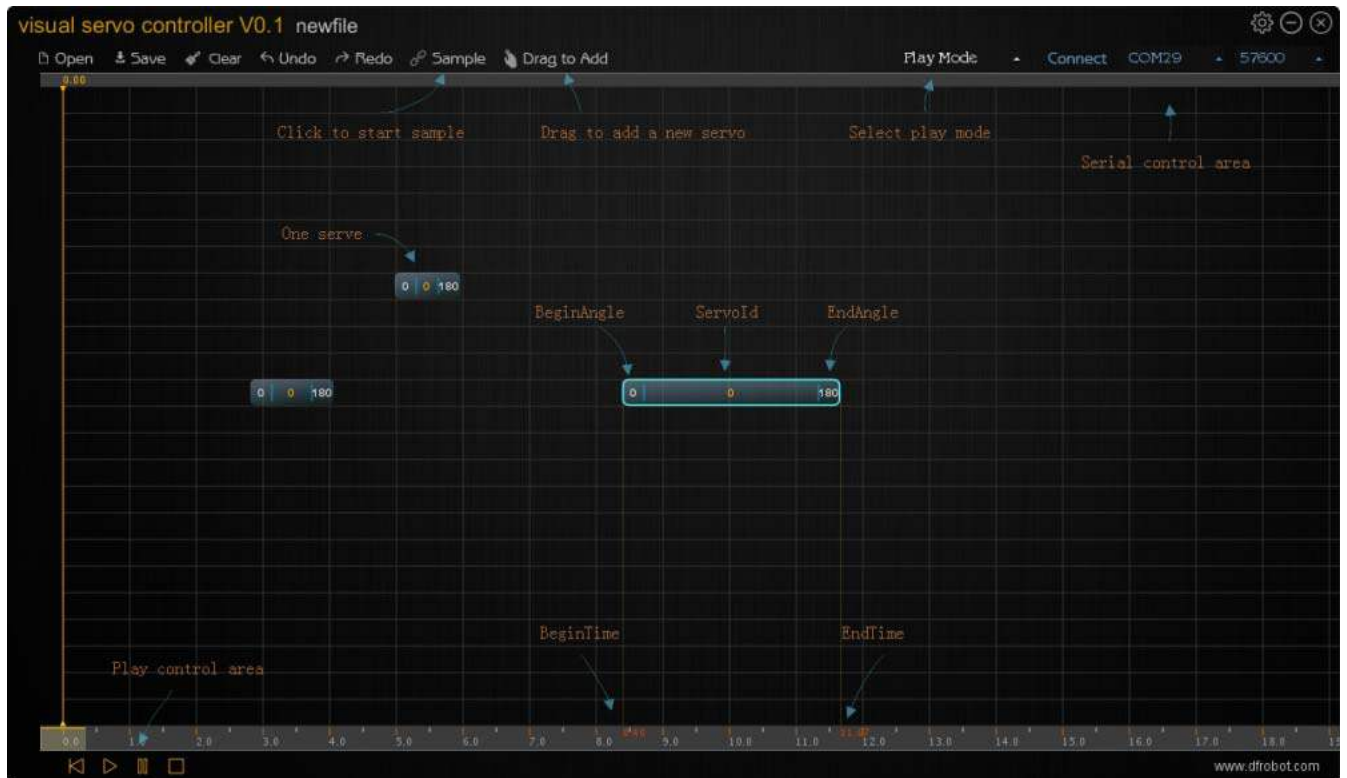 visual servo controller V0.1 newfile
Open Save Clear Undo Redo Sample Drag to Add Play Mode Connect COM29 57600
0.00
Click to start sample Drag to add a new servo Select play mode
Serial control area
One serve
0 0 180
BeginAngle ServoId EndAngle
0 0 180
0 0 180
BeginTime EndTime
Play control area
0.0 1.0 2.0 3.0 4.0 5.0 6.0 7.0 8.0 9.0 10.0 11.0 12.0 13.0 14.0 15.0 16.0 17.0 18.0
www.dfrobot.com